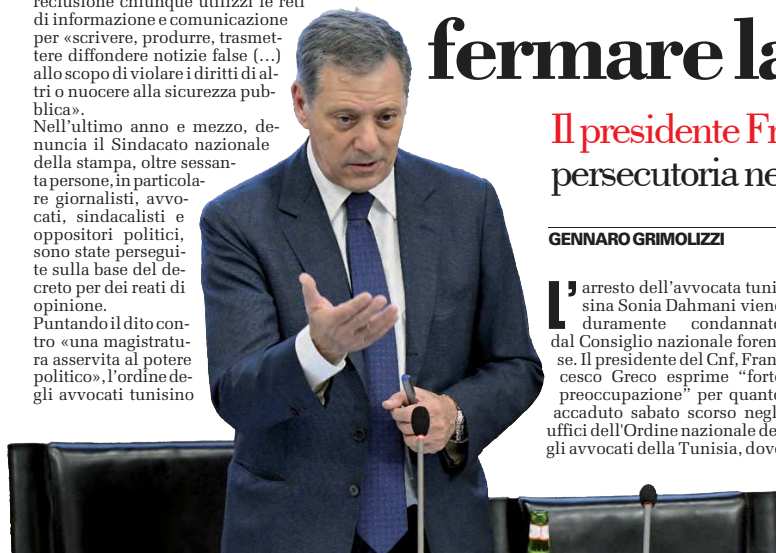 reclusione chiunque utilizzi le reti
di informazione e comunicazione
per «scrivere, produrre, trasmet-
tere diffondere notizie false (...)
allo scopo di violare i diritti di al-
tri o nuocere alla sicurezza pub-
blica».
Nell'ultimo anno e mezzo, de-
nuncia il Sindacato nazionale
della stampa, oltre sessan-
ta persone, in particola-
re giornalisti, avvo-
cati, sindacalisti e
oppositori politici,
sono state persegui-
te sulla base del de-
creto per dei reati di
opinione.
Puntando il dito con-
tro «una magistratu-
ra asservita al potere
politico», l'ordine de-
gli avvocati tunisino
fermare la
Il presidente Fr
persecutoria ne
GENNARO GRIMOLIZZI
L'arresto dell'avvocata tuni
sina Sonia Dahmani viene
duramente condannato
dal Consiglio nazionale foren
se. Il presidente del Cnf, Fran
cesco Greco esprime “forte
preoccupazione” per quanto
accaduto sabato scorso negl
uffici dell'Ordine nazionale de
gli avvocati della Tunisia, dove